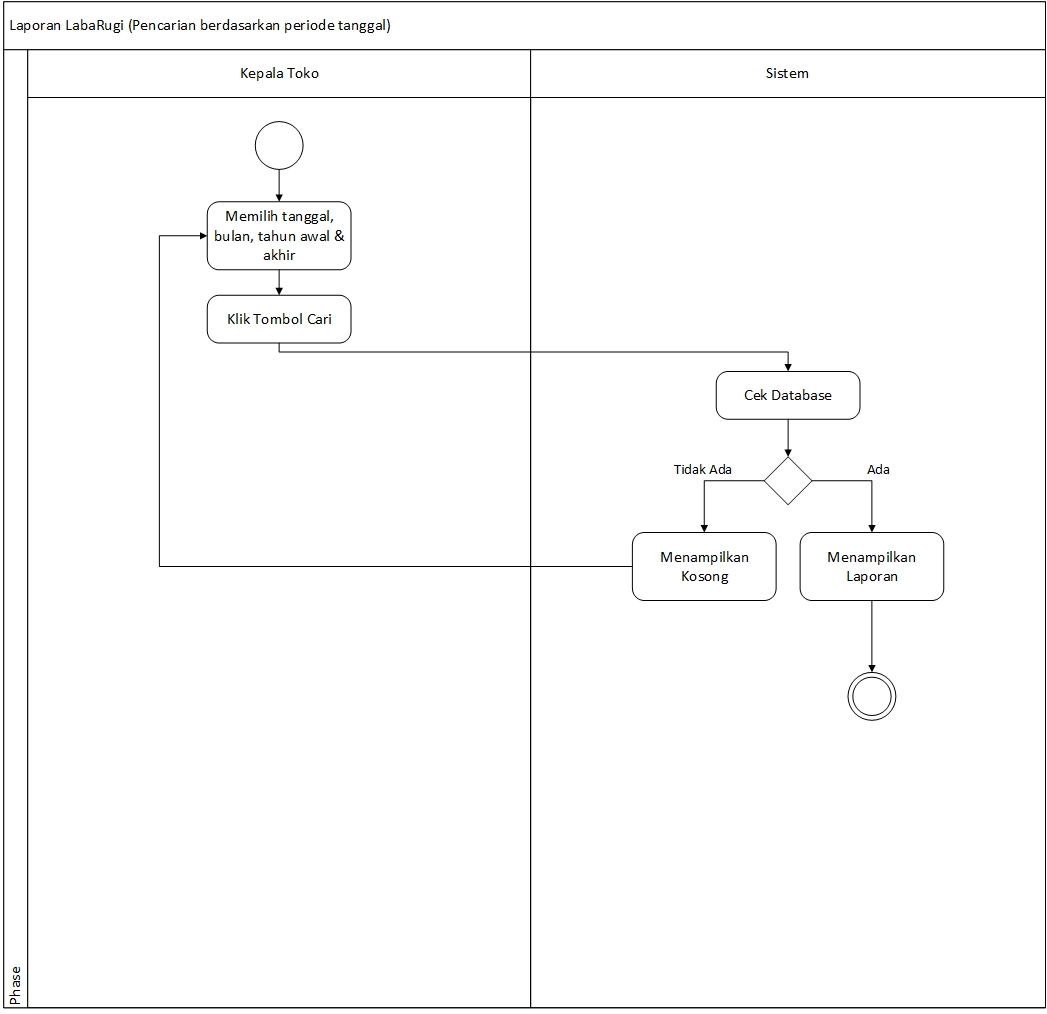 Laporan LabaRugi (Pencarian berdasarkan periode tanggal)
Kepala Toko
Sistem
Memilih tanggal,
bulan, tahun awal &
akhir
Klik Tombol Cari
Cek Database
Tidak Ada
Ada
Menampilkan
Kosong
Menampilkan
Laporan
Phase